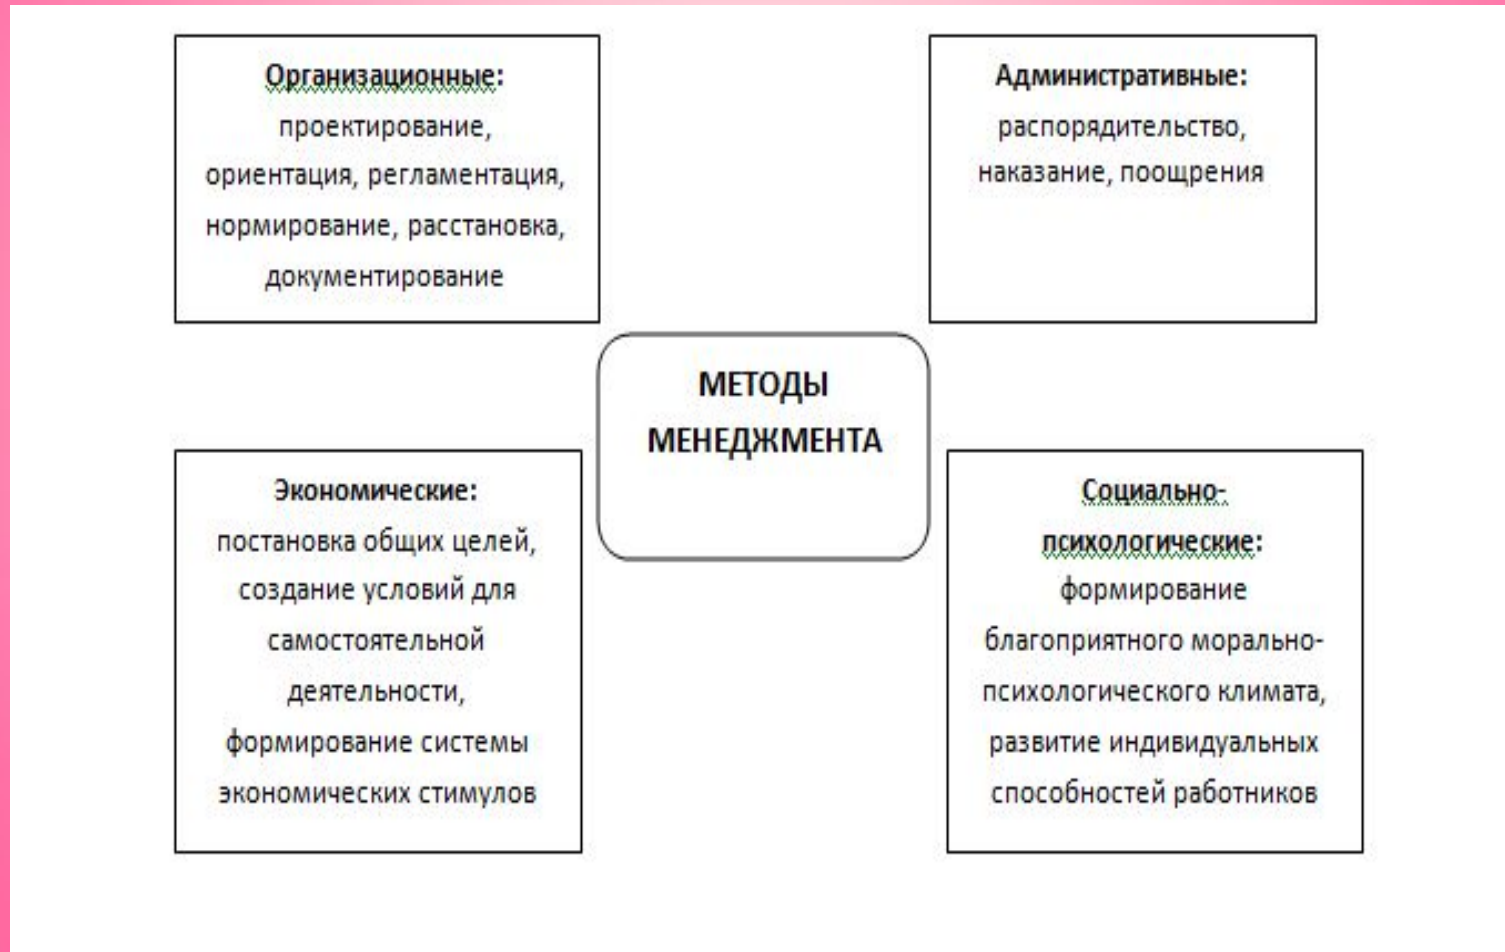 Организационные:
проектирование,
ориентация, регламентация,
нормирование, расстановка,
документирование
Административные:
распорядительство,
наказание, поощрения
МЕТОДЫ
МЕНЕДЖМЕНТА
Экономические:
постановка общих целей,
создание условий для
самостоятельной
деятельности,
формирование системы
экономических стимулов
Социально-
психологические:
формирование
благоприятного морально-
психологического климата,
развитие индивидуальных
способностей работников